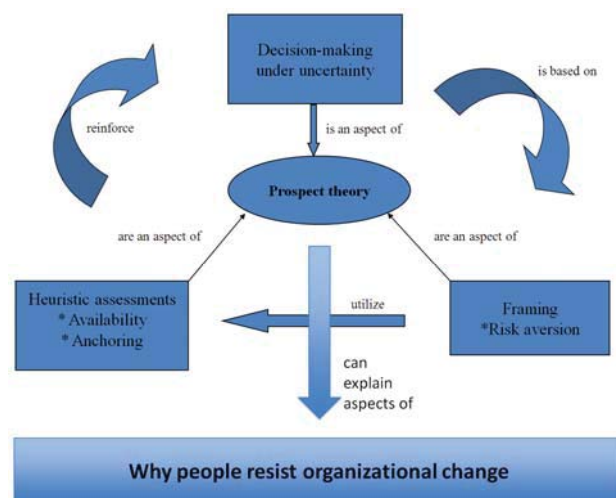 Decision-making
under uncertainty
is based on
reinforce
is an aspect of
Prospect theory
are an aspect of
are an aspect of
Heuristic assessments
* Availability
* Anchoring
utilize
Framing
*Risk aversion
can
explain
aspects of
Why people resist organizational change